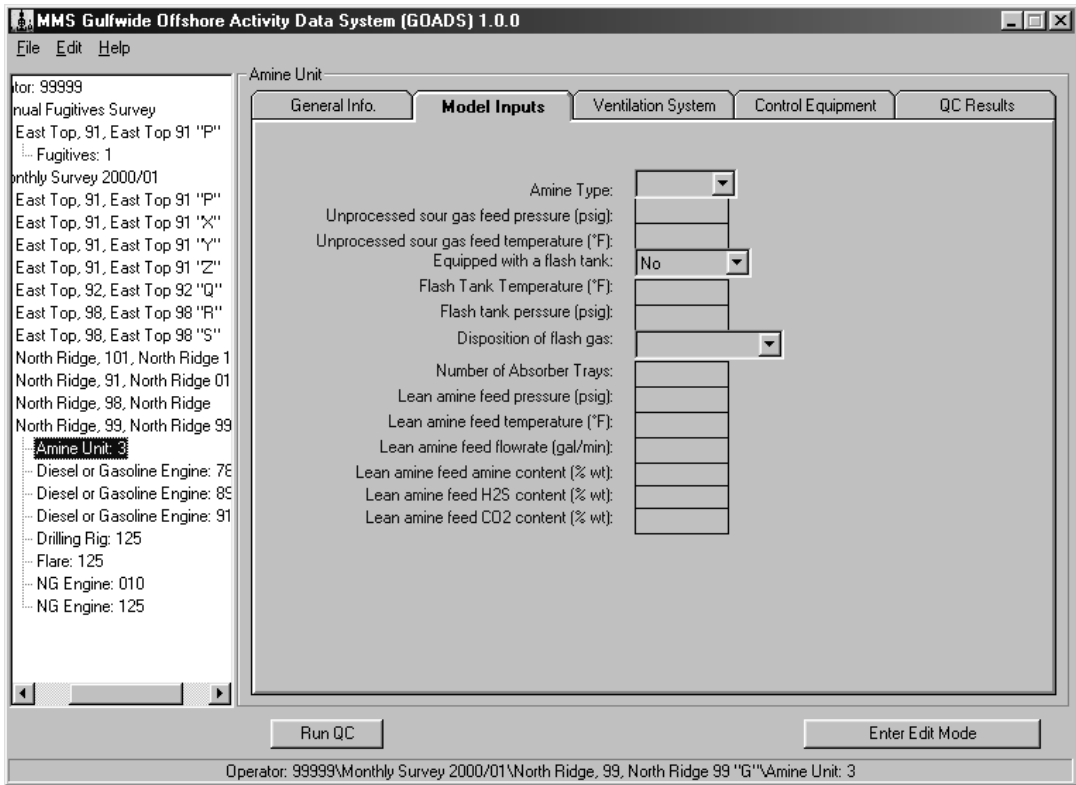 MMS Gulfwide Offshore Activity Data System (GOADS) 1.0.0
File Edit Help
itor: 99999
nual Fugitives Survey
East Top, 91, East Top 91 "P"
Fugitives: 1
onthly Survey 2000/01
East Top, 91, East Top 91 "P"
East Top, 91, East Top 91 "X"
East Top, 91, East Top 91 "Y"
East Top, 91, East Top 91 "Z"
East Top, 92, East Top 92 "Q"
East Top, 98, East Top 98 "R"
East Top, 98, East Top 98 "S"
North Ridge, 101, North Ridge 1
North Ridge, 91, North Ridge 01
North Ridge, 98, North Ridge
North Ridge, 99, North Ridge 99
Amine Unit: 3
Diesel or Gasoline Engine: 78
Diesel or Gasoline Engine: 89
Diesel or Gasoline Engine: 91
Drilling Rig: 125
Flare: 125
NG Engine: 010
NG Engine: 125
Amine Unit
General Info. Model Inputs Ventilation System Control Equipment QC Results
Amine Type:
Unprocessed sour gas feed pressure (psig):
Unprocessed sour gas feed temperature (°F):
Equipped with a flash tank: No
Flash Tank Temperature (°F):
Flash tank perssure (psig):
Disposition of flash gas:
Number of Absorber Trays:
Lean amine feed pressure (psig):
Lean amine feed temperature (°F):
Lean amine feed flowrate (gal/min):
Lean amine feed amine content (% wt):
Lean amine feed H2S content (% wt):
Lean amine feed CO2 content (% wt):
Run QC Enter Edit Mode
Operator: 99999\Monthly Survey 2000/01\North Ridge, 99, North Ridge 99 "G"\Amine Unit: 3